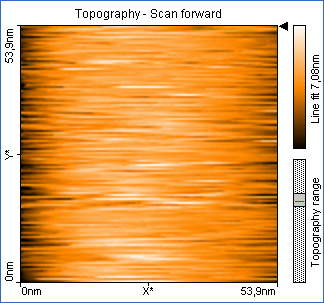 Topography - Scan forward
53,9nm
Y*
0nm
0nm
X*
53,9nm
Line fit 7,08nm
Topography range